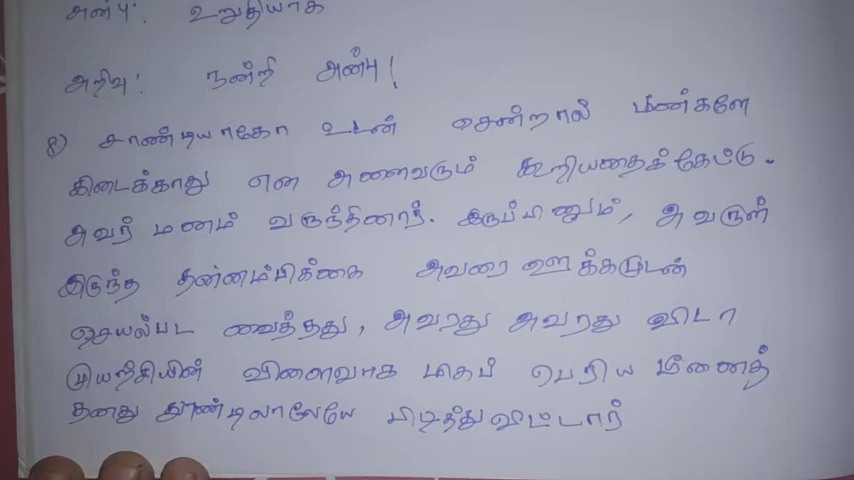 அன்பு: உறுதியாக
அறிவு: நன்றி அன்பு!
8) சாண்டியாகோ உடன் சென்றால் மீன்களே
கிடைக்காது என அனைவரும் கூறியதைக் கேட்டு.
அவர் மனம் வருந்தினார். இருப்பினும், அவருள்
இருந்த தன்னம்பிக்கை அவரை ஊக்கமுடன்
செயல்பட வைத்தது, அவரது அவரது விடா
முயற்சியின் விளைவாக மிகப் பெரிய மீனைத்
தனது தூண்டிலாலேயே பிடித்து விட்டார்